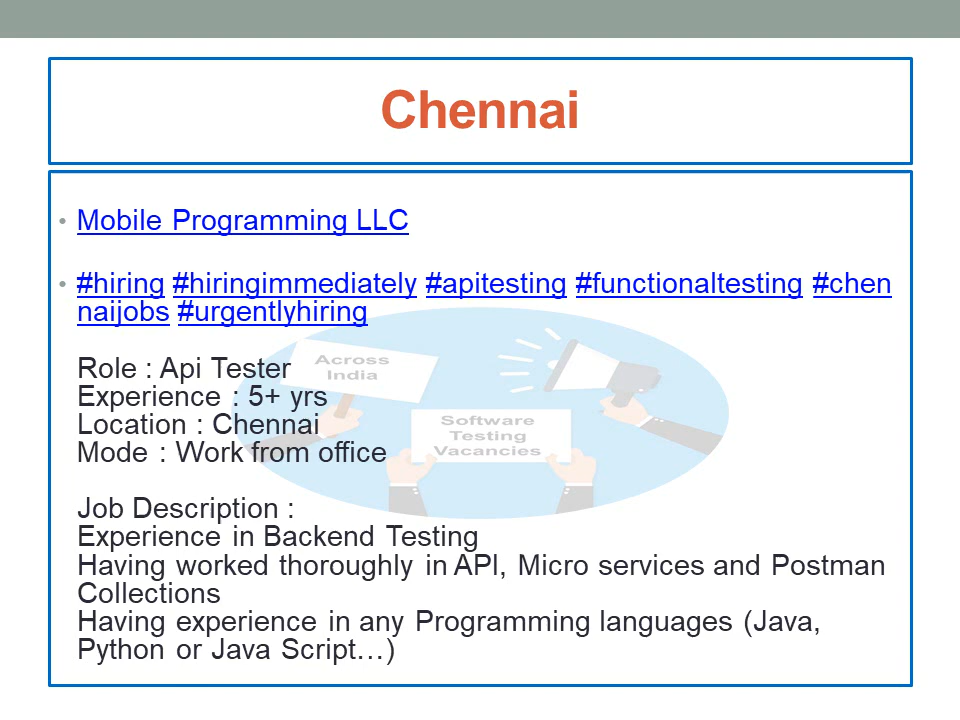 Chennai
• Mobile Programming LLC
• #hiring #hiringimmediately #apitesting #functionaltesting #chen
naijobs #urgentlyhiring
Across
India
Role : Api Tester
Experience : 5+ yrs
Location : Chennai
Mode : Work from office
Software
Testing
Vacancies
Job Description :
Experience in Backend Testing
Having worked thoroughly in API, Micro services and Postman
Collections
Having experience in any Programming languages (Java,
Python or Java Script…)